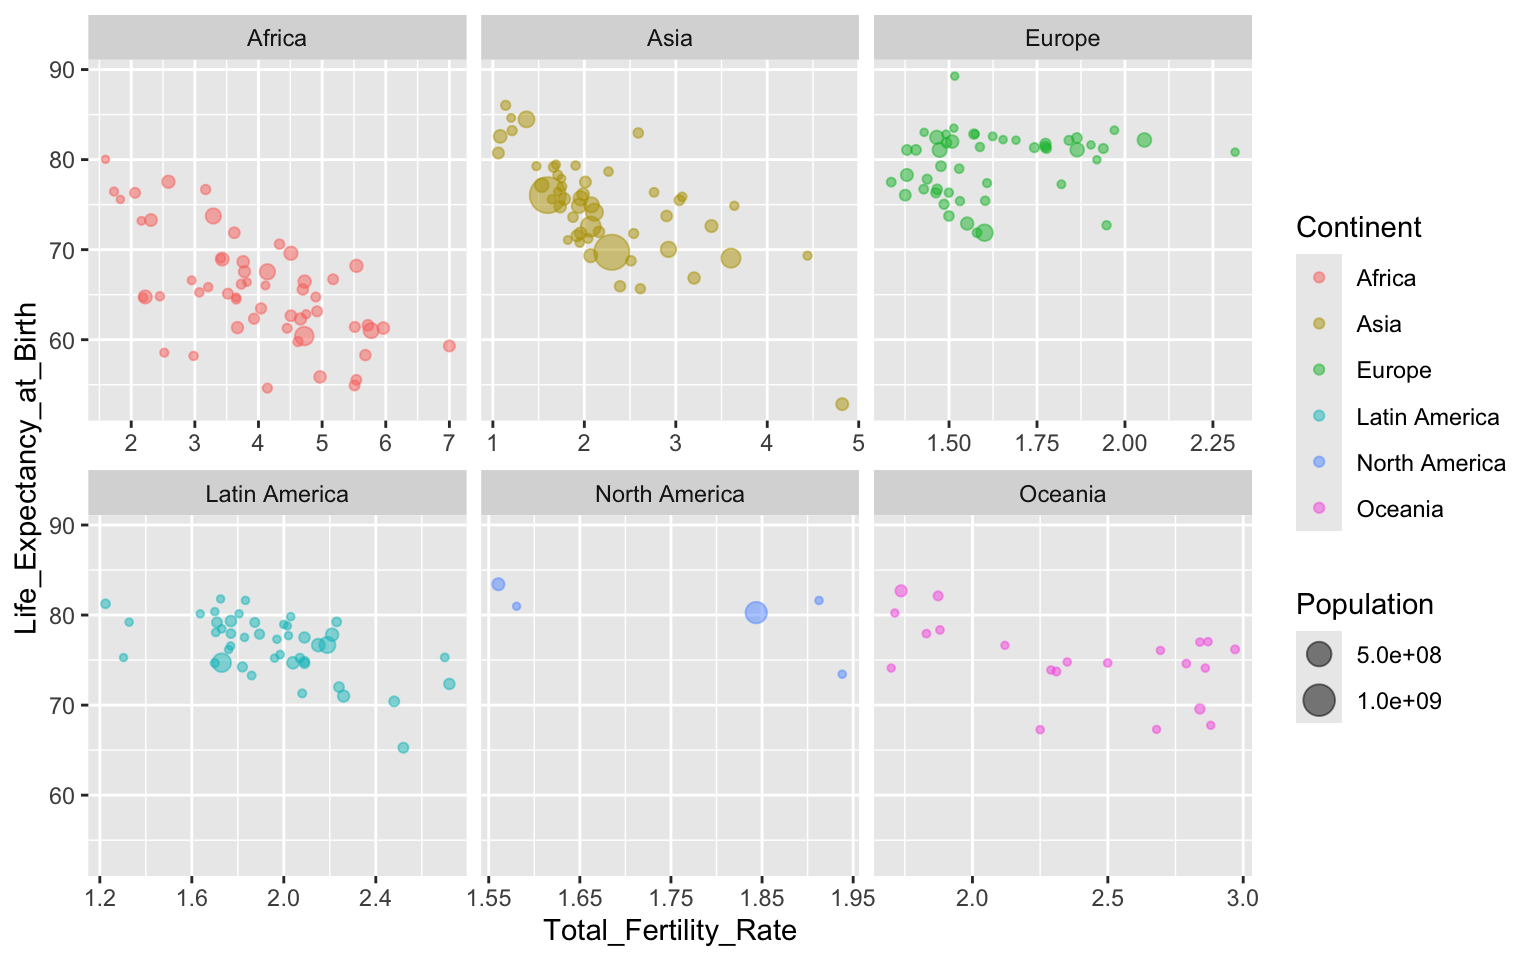 Africa
Asia
Europe
90
80
70
60
2 3 4 5 6 7
1 2 3 4 5
1.50 1.75 2.00 2.25
Latin America
North America
Oceania
90
80
70
60
1.2 1.6 2.0 2.4
1.55 1.65 1.75 1.85 1.95
2.0 2.5 3.0
Total_Fertility_Rate
Life_Expectancy_at_Birth
Continent
Africa
Asia
Europe
Latin America
North America
Oceania
Population
5.0e+08
1.0e+09